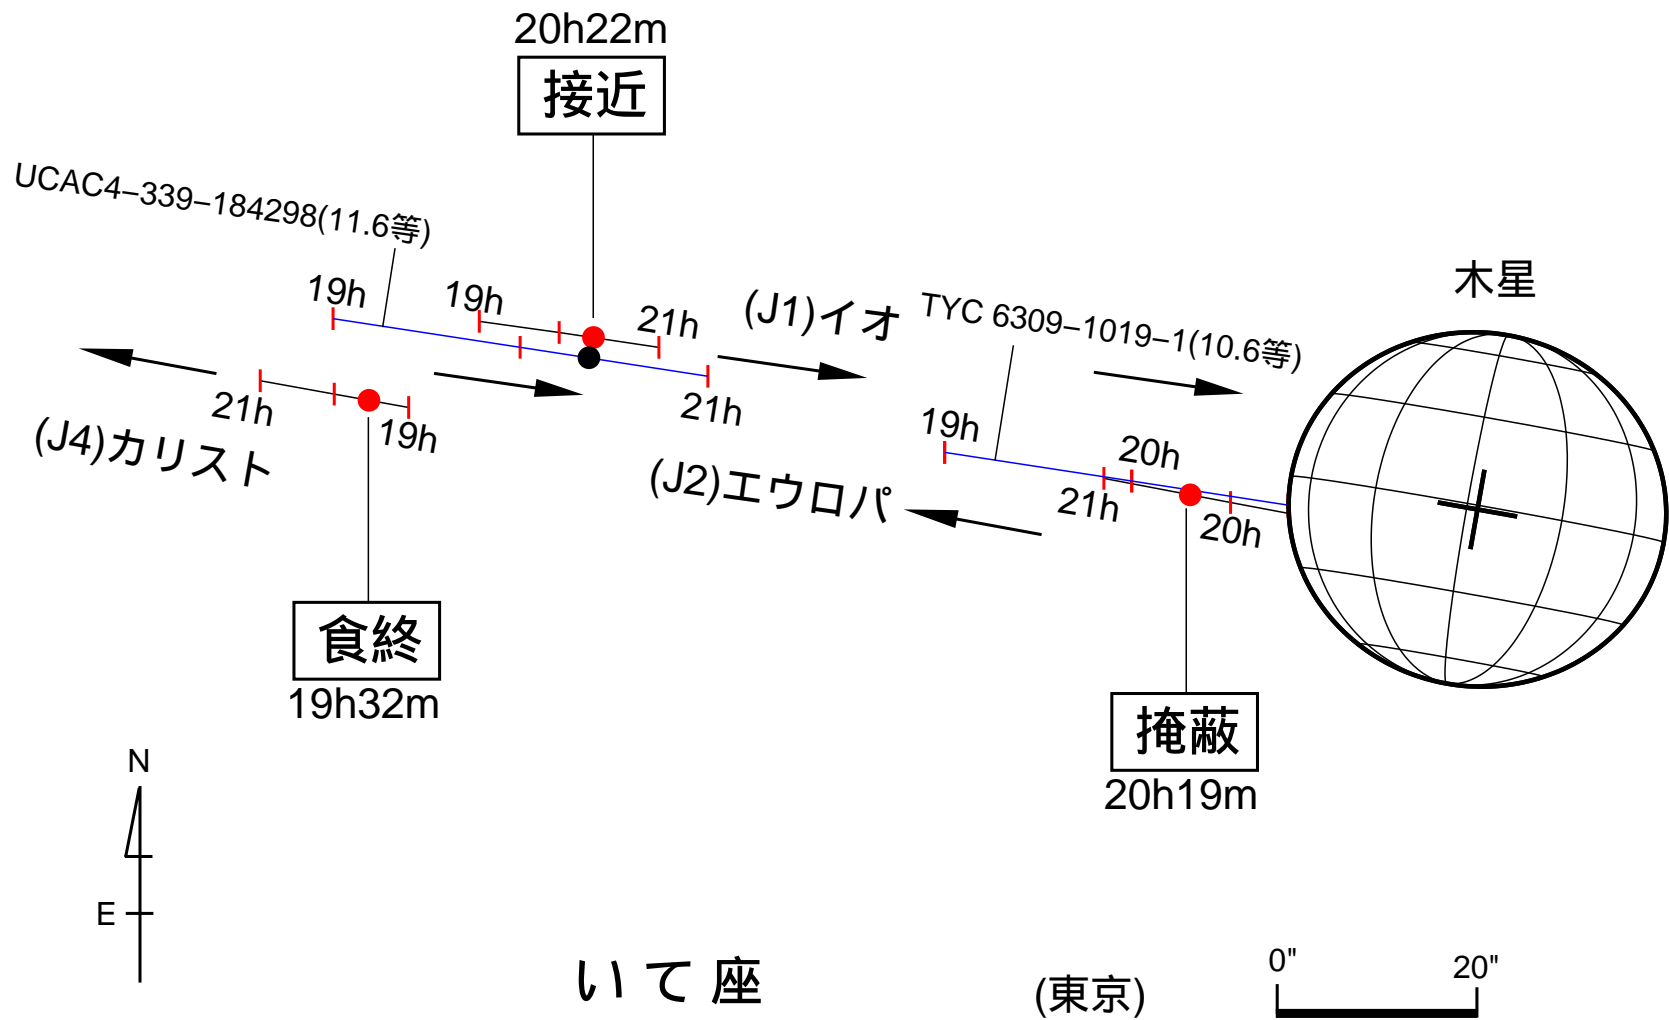 20h22m
接近
UCAC4–339–184298(11.6等)
19h
19h
21h
(J1)イオ
TYC 6309–1019–1(10.6等)
木星
21h
19h
21h
(J4)カリスト
(J2)エウロパ
19h
20h
21h
20h
食終
19h32m
掩蔽
20h19m
N
E
いて座
(東京)
0"
20"